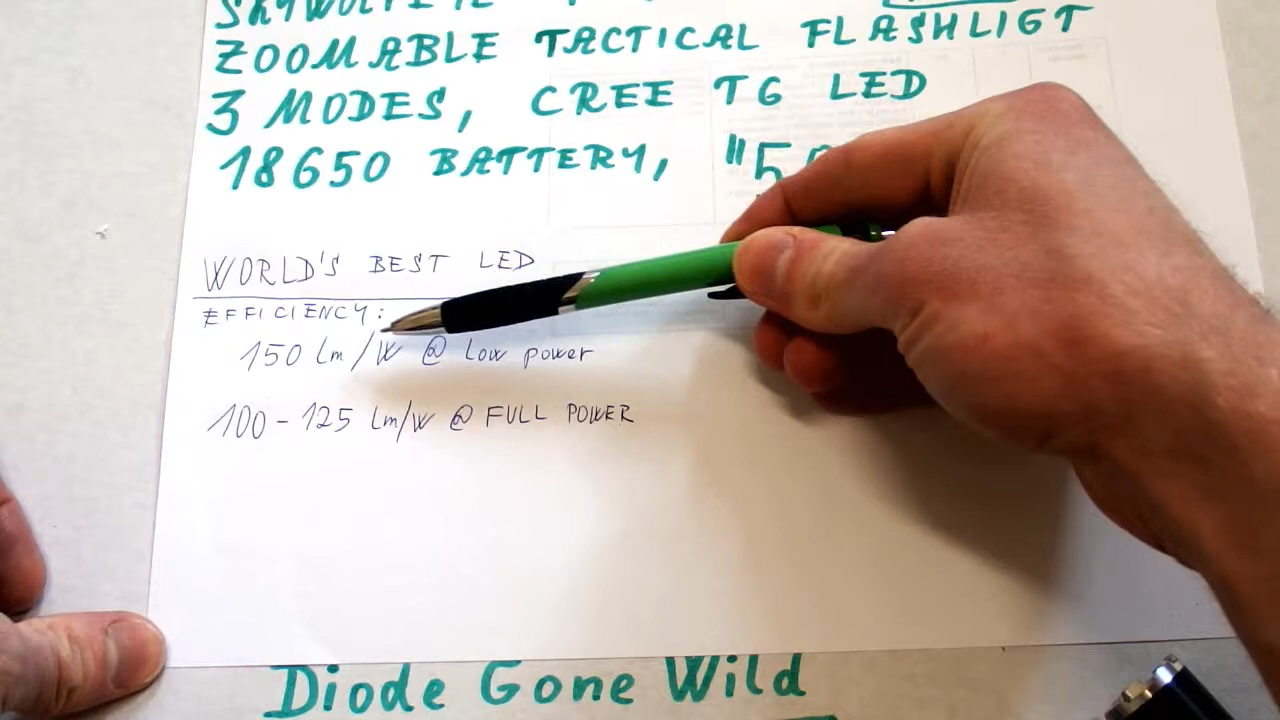 ZOOMABLE TACTICAL FLASHLIGT
3 MODES, CREE T6 LED
18650 BATTERY, "5
WORLD'S BEST LED
EFFICIENCY:
150 lm/W @ Low power
100-125 lm/W @ FULL POWER
Diode Gone Wild